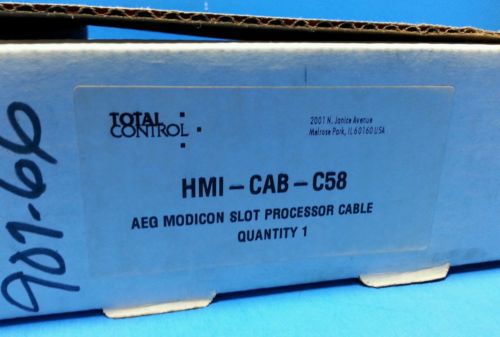 TOTAL
CONTROL
2001 N. Janice Avenue
Melrose Park, IL 60160 USA
HMI-CAB-C58
AEG MODICON SLOT PROCESSOR CABLE
QUANTITY 1
907-66